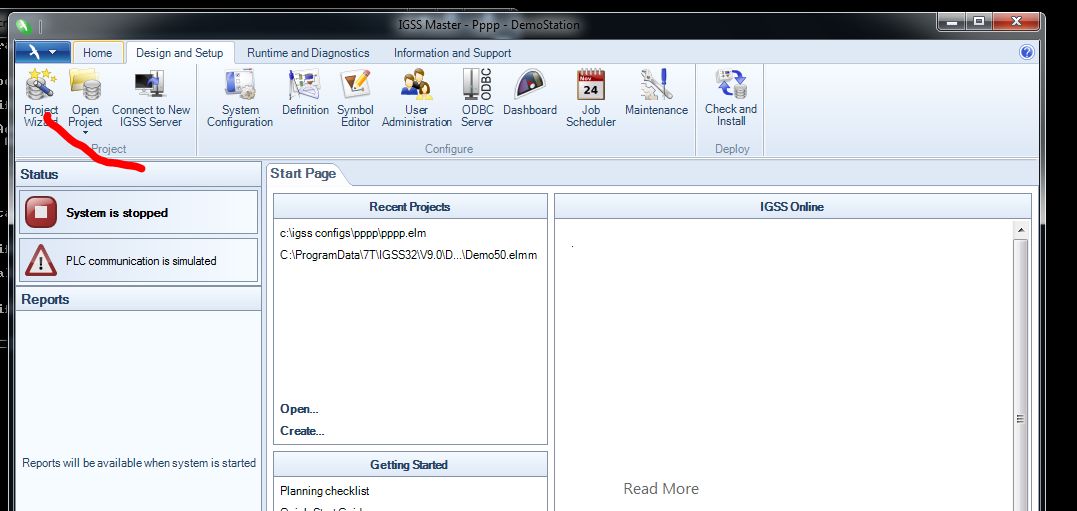 IGSS Master - Pppp - DemoStation
Home
Design and Setup
Runtime and Diagnostics
Information and Support
Project
Wizard
Open
Project
Connect to New
IGSS Server
System
Configuration
Definition
Symbol
Editor
User
Administration
ODBC
ODBC
Server
Dashboard
Nov
24
Job
Scheduler
Maintenance
Check and
Install
Project
Configure
Deploy
Status
System is stopped
PLC communication is simulated
Reports
Reports will be available when system is started
Start Page
Recent Projects
c:\igss configs\pppp\pppp.elm
C:\ProgramData\7T\IGSS32\V9.0\D...\Demo50.elmm
Open...
Create...
Getting Started
Planning checklist
IGSS Online
.
Read More